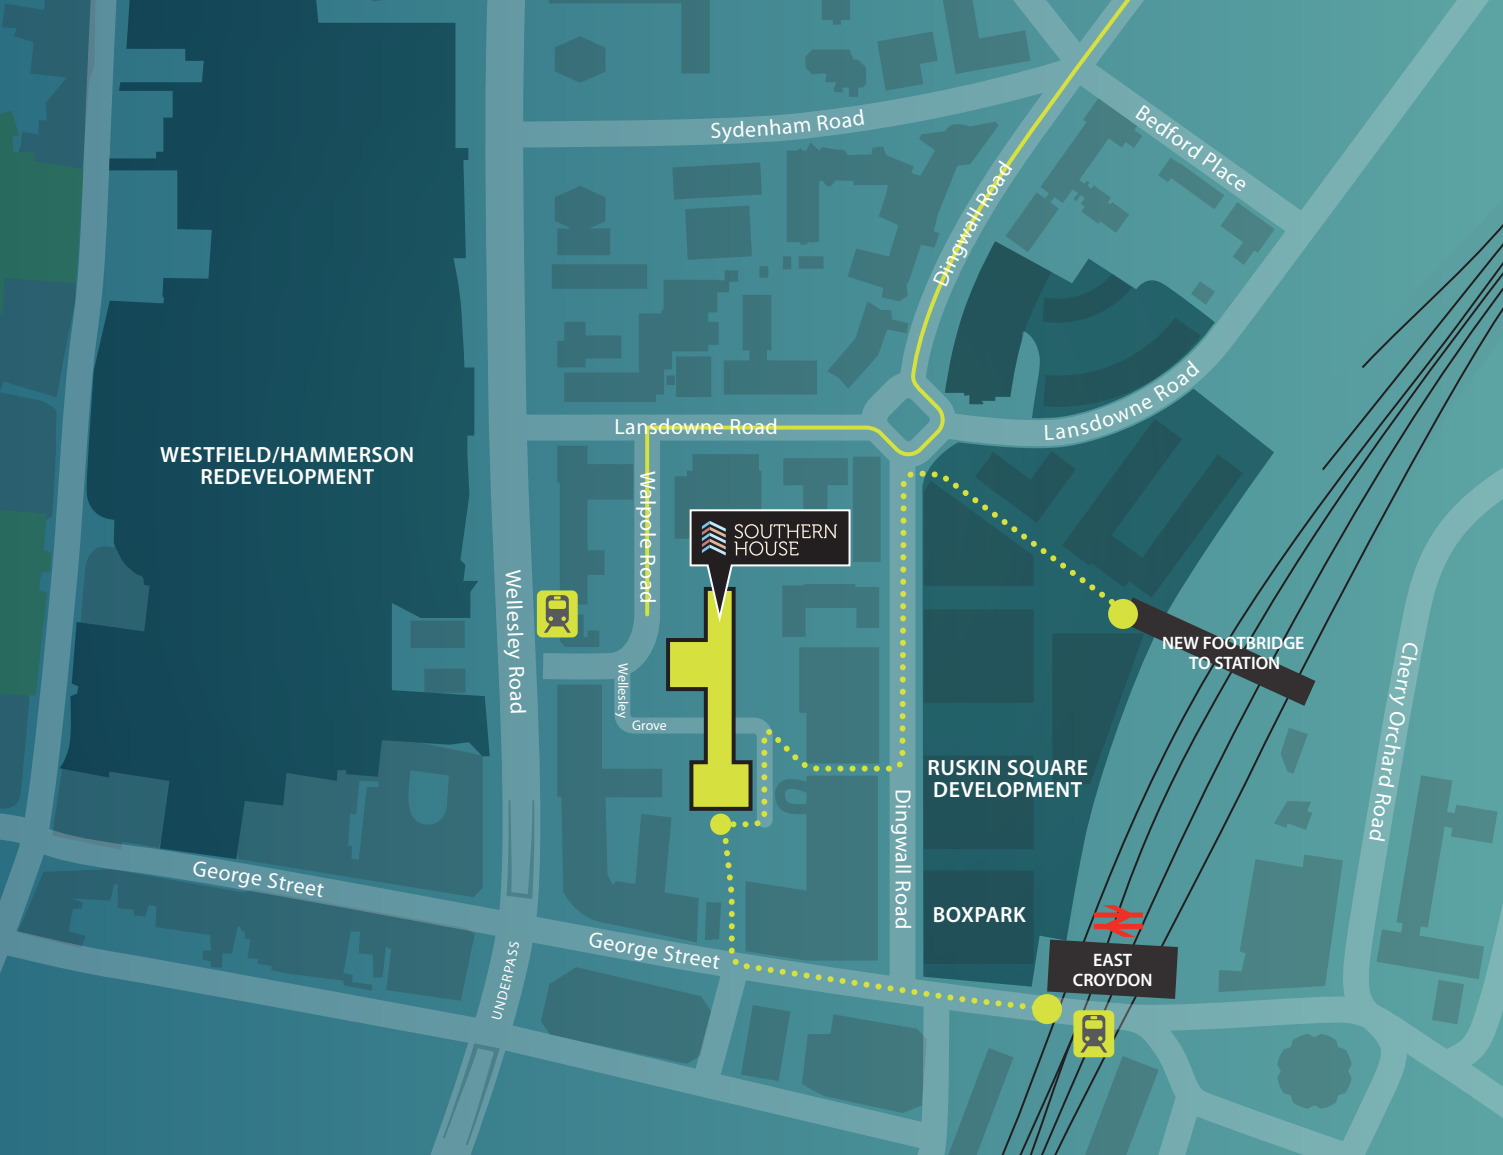 Sydenham Road
Bedford Place
Dingwall Road
Lansdowne Road
Lansdowne Road
WESTFIELD/HAMMERSON
REDEVELOPMENT
Walpole Road
SOUTHERN
HOUSE
Wellesley Road
NEW FOOTBRIDGE
TO STATION
Wellesley
Grove
Cherry Orchard Road
RUSKIN SQUARE
DEVELOPMENT
Dingwall Road
George Street
BOXPARK
George Street
UNDERPASS
EAST
CROYDON